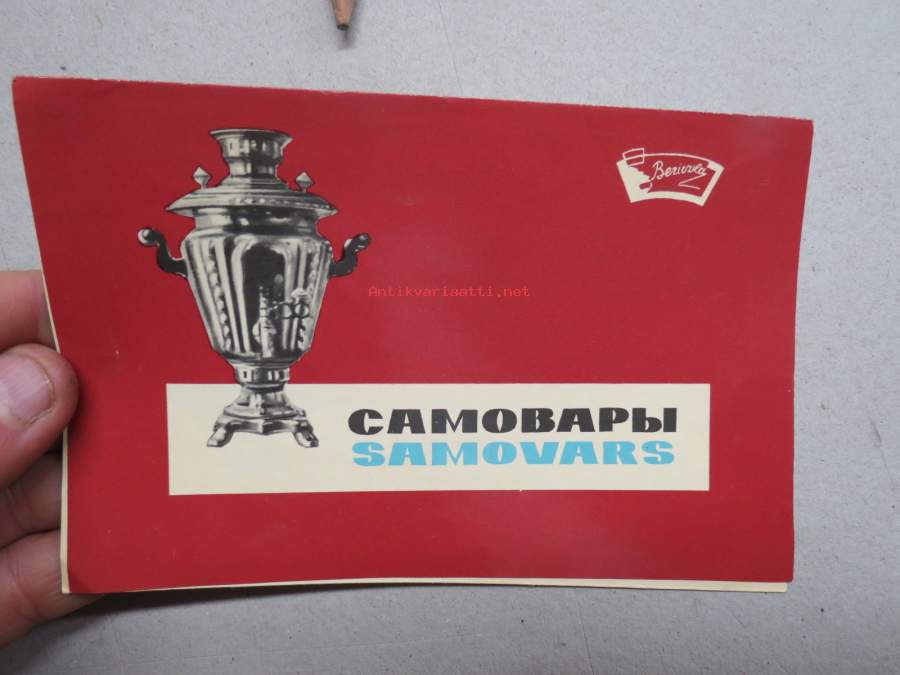 Beriozka
Antikvariaatti.net
САМОВАРЫ
SAMOVARS